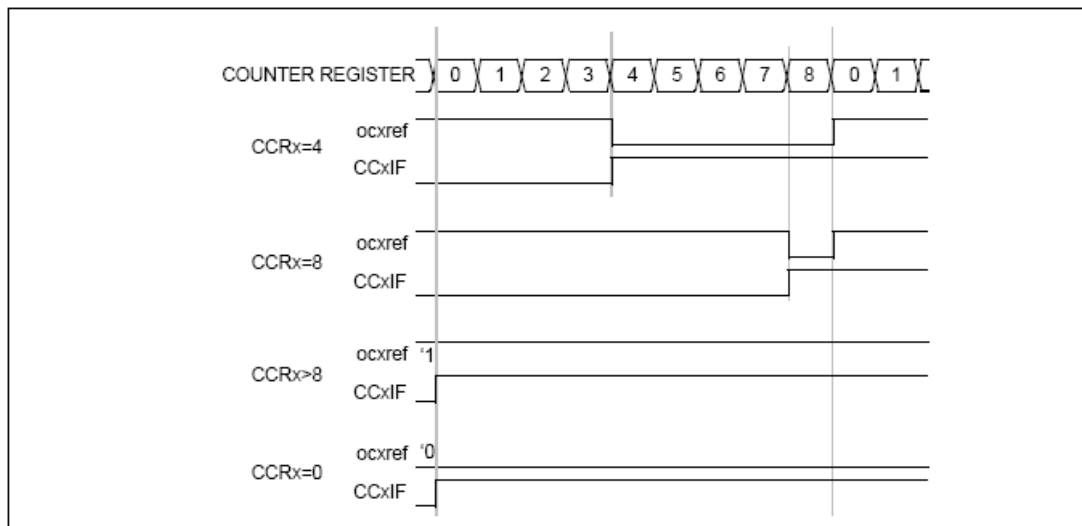 COUNTER REGISTER 0 1 2 3 4 5 6 7 8 0 1
ocxref
CCRx=4
CCxIF
ocxref
CCRx=8
CCxIF
ocxref '1
CCRx>8
CCxIF
ocxref '0
CCRx=0
CCxIF